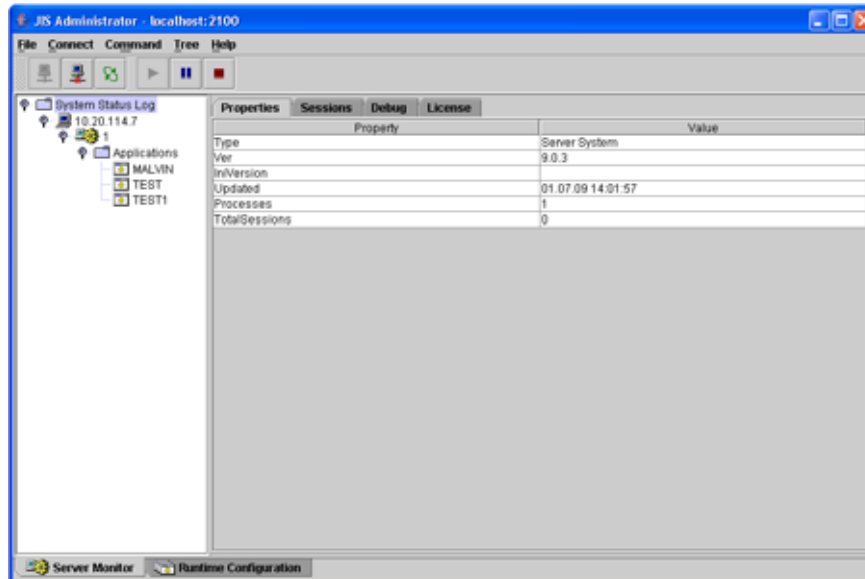 JIS Administrator - localhost:2100
File Connect Command Tree Help
System Status Log
10.20.114.7
1
Applications
MALVIN
TEST
TEST1
Properties Sessions Debug License
Property Value
Type Server System
Ver 9.0.3
IniVersion
Updated 01.07.09 14:01:57
Processes 1
TotalSessions 0
Server Monitor Runtime Configuration